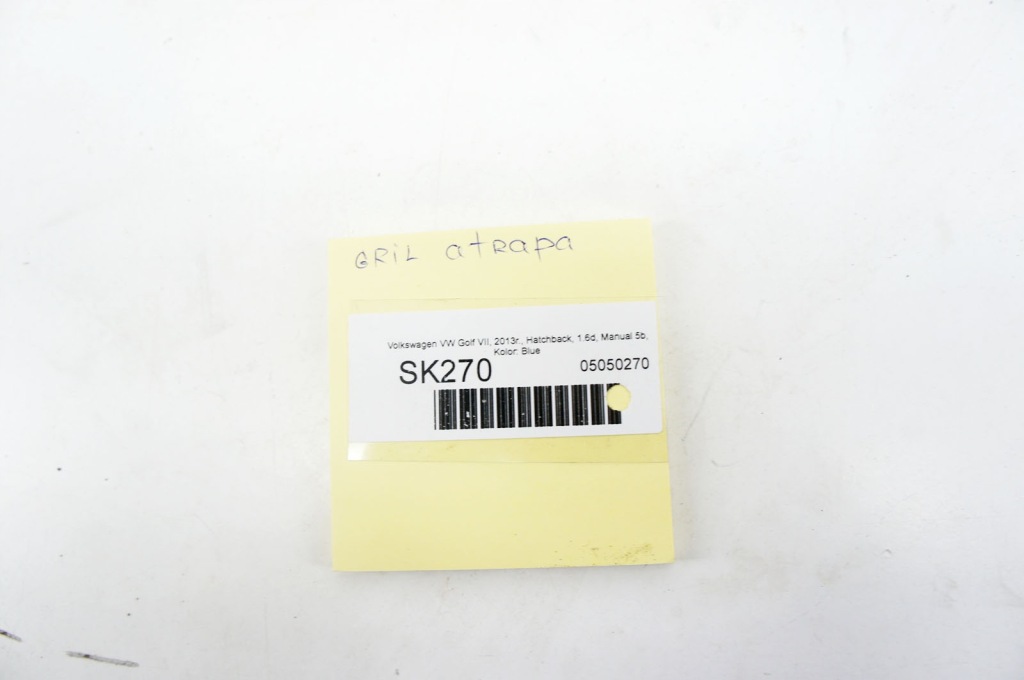 GRiL atRapa
Volkswagen VW Golf VII, 2013r., Hatchback, 1.6d, Manual 5b,
Kolor: Blue
SK270 05050270